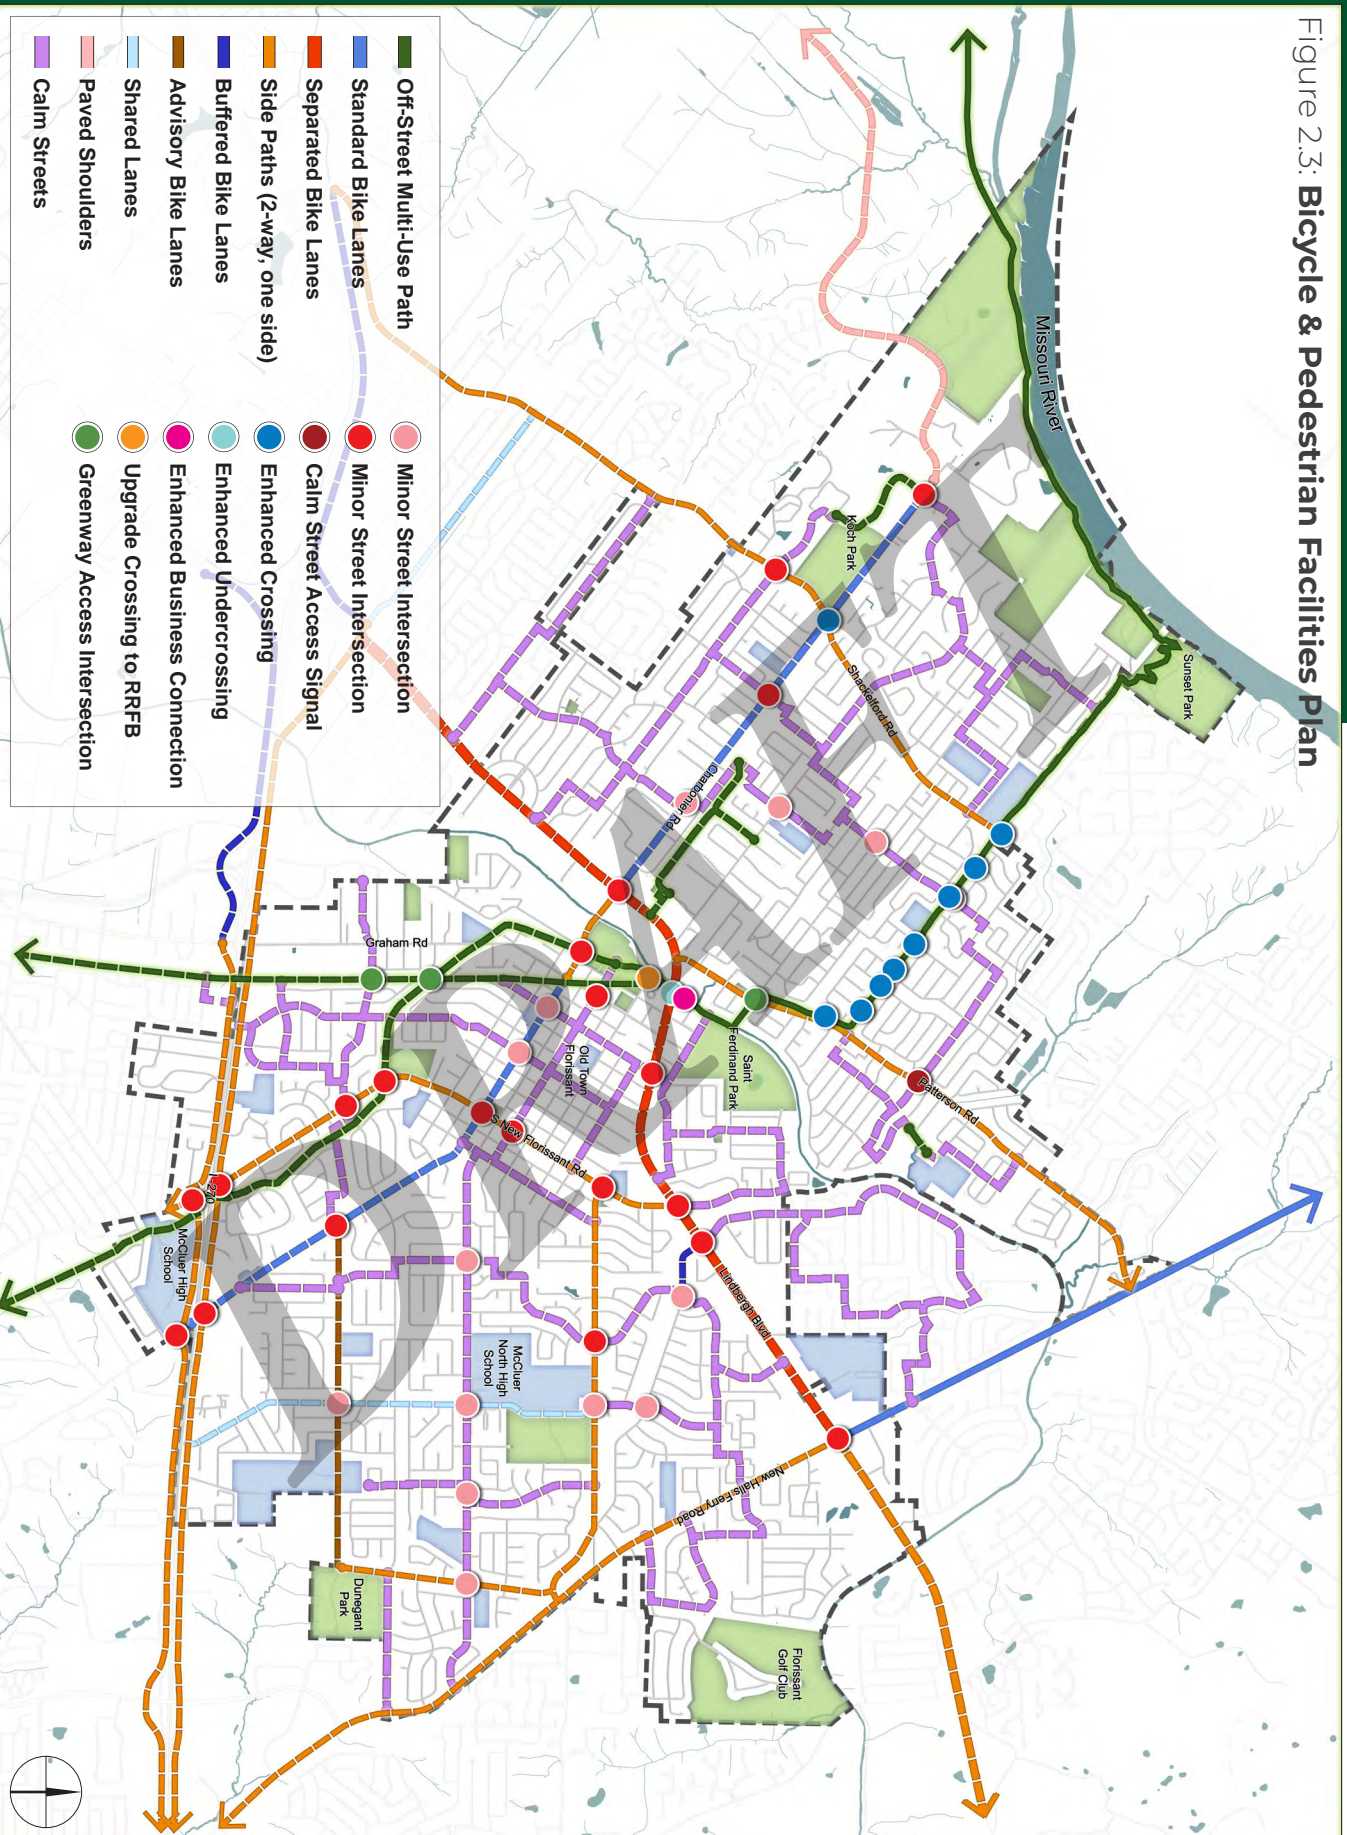 Figure 2.3: Bicycle & Pedestrian Facilities Plan
Missouri River
Sunset Park
Koch Park
Shackelford Rd
Charbonier Rd
Patterson Rd
Saint
Ferdinand Park
Graham Rd
Old Town
Florissant
S New Florissant Rd
Lindbergh Blvd
I-270
McCluer High
School
McCluer
North High
School
New Halls Ferry Road
Dunegant
Park
Florissant
Golf Club
DRAFT
Off-Street Multi-Use Path
Standard Bike Lanes
Separated Bike Lanes
Side Paths (2-way, one side)
Buffered Bike Lanes
Advisory Bike Lanes
Shared Lanes
Paved Shoulders
Calm Streets
Minor Street Intersection
Minor Street Intersection
Calm Street Access Signal
Enhanced Crossing
Enhanced Undercrossing
Enhanced Business Connection
Upgrade Crossing to RRFB
Greenway Access Intersection